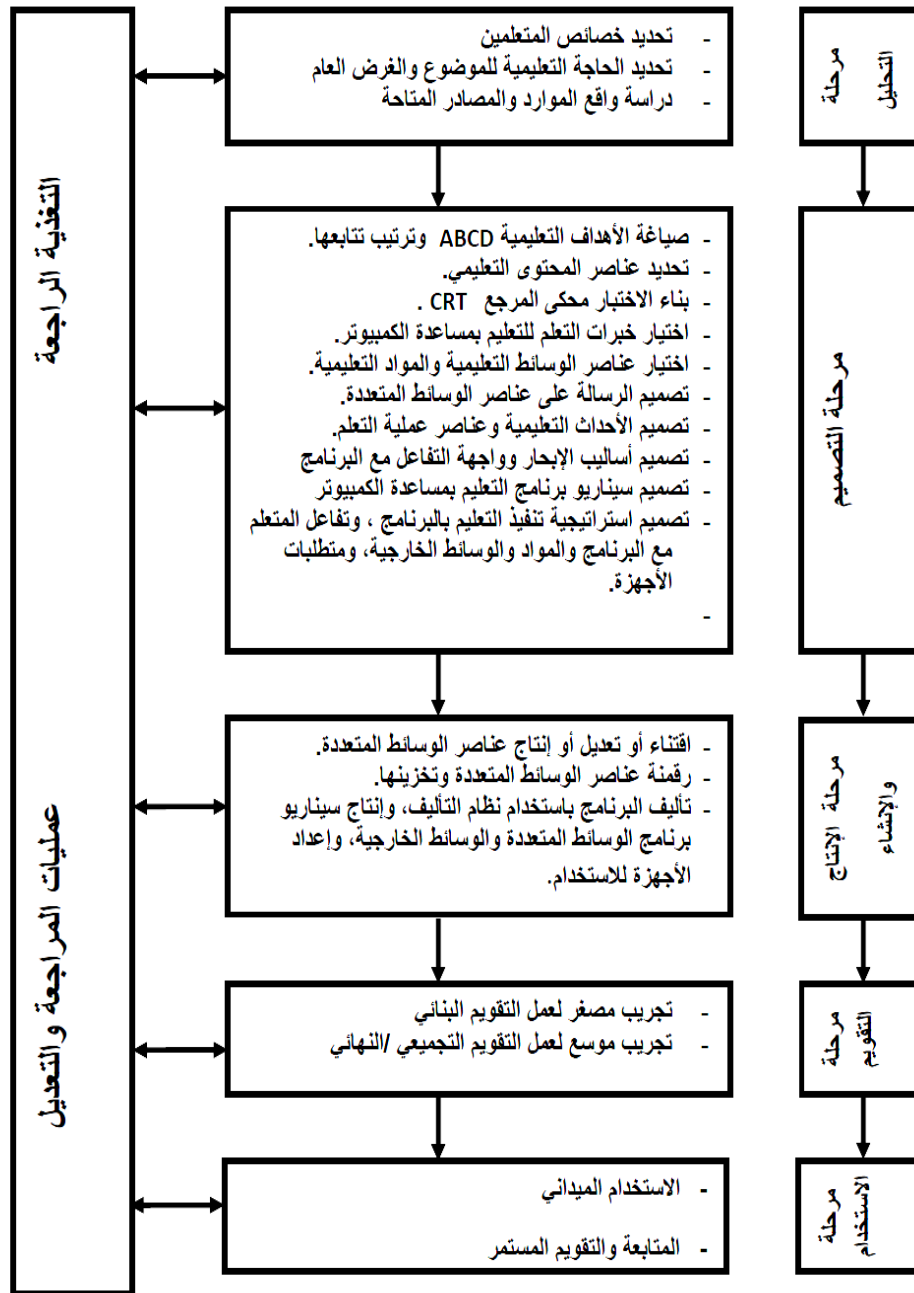 مرحلة
التحليل
- تحديد خصائص المتعلمين
- تحديد الحاجة التعليمية للموضوع والغرض العام
- دراسة واقع الموارد والمصادر المتاحة
مرحلة التصميم
- صياغة الأهداف التعليمية ABCD وترتيب تتابعها.
- تحديد عناصر المحتوى التعليمي.
- بناء الاختبار محكى المرجع CRT .
- اختيار خبرات التعلم للتعليم بمساعدة الكمبيوتر.
- اختيار عناصر الوسائط التعليمية والمواد التعليمية.
- تصميم الرسالة على عناصر الوسائط المتعددة.
- تصميم الأحداث التعليمية وعناصر عملية التعلم.
- تصميم أساليب الإبحار وواجهة التفاعل مع البرنامج
- تصميم سيناريو برنامج التعليم بمساعدة الكمبيوتر
- تصميم استراتيجية تنفيذ التعليم بالبرنامج ، وتفاعل المتعلم
مع البرنامج والمواد والوسائط الخارجية، ومتطلبات
الأجهزة.
-
مرحلة الإنتاج
والإنشاء
- اقتناء أو تعديل أو إنتاج عناصر الوسائط المتعددة.
- رقمنة عناصر الوسائط المتعددة وتخزينها.
- تأليف البرنامج باستخدام نظام التأليف، وإنتاج سيناريو
برنامج الوسائط المتعددة والوسائط الخارجية، وإعداد
الأجهزة للاستخدام.
مرحلة
التقويم
- تجريب مصغر لعمل التقويم البنائي
- تجريب موسع لعمل التقويم التجميعي /النهائي
مرحلة
الاستخدام
- الاستخدام الميداني
- المتابعة والتقويم المستمر
التغذية الراجعة
عمليات المراجعة والتعديل